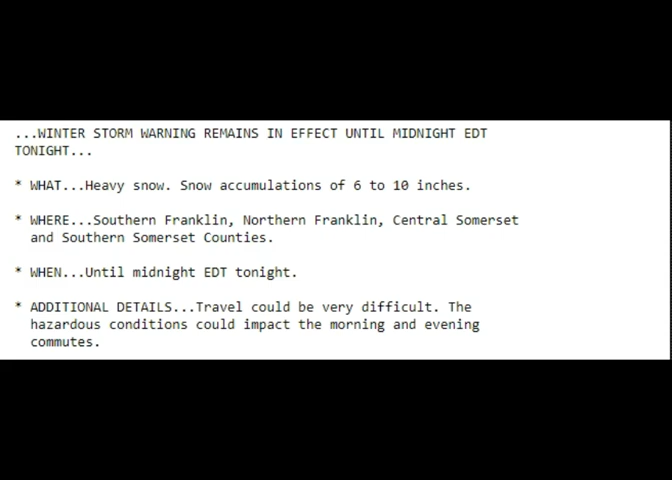 ...WINTER STORM WARNING REMAINS IN EFFECT UNTIL MIDNIGHT EDT
TONIGHT...
* WHAT...Heavy snow. Snow accumulations of 6 to 10 inches.
* WHERE...Southern Franklin, Northern Franklin, Central Somerset
and Southern Somerset Counties.
* WHEN...Until midnight EDT tonight.
* ADDITIONAL DETAILS...Travel could be very difficult. The
hazardous conditions could impact the morning and evening
commutes.